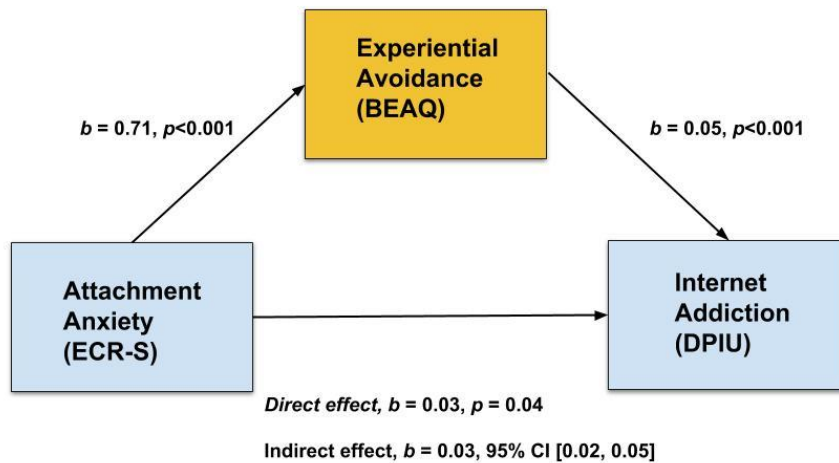 Experiential
Avoidance
(BEAQ)
b = 0.71, p<0.001
b = 0.05, p<0.001
Attachment
Anxiety
(ECR-S)
Internet
Addiction
(DPIU)
Direct effect, b = 0.03, p = 0.04
Indirect effect, b = 0.03, 95% CI [0.02, 0.05]